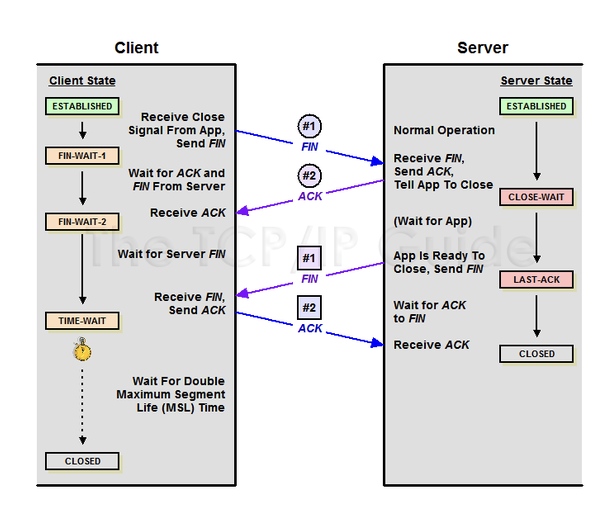 Client
Server
Client State
Server State
ESTABLISHED
ESTABLISHED
Receive Close
Signal From App,
Send FIN
#1
FIN
Normal Operation
FIN-WAIT-1
Receive FIN,
Send ACK,
Tell App To Close
Wait for ACK and
FIN From Server
#2
ACK
CLOSE-WAIT
Receive ACK
FIN-WAIT-2
(Wait for App)
The TCP/IP Guide
Wait for Server FIN
#1
FIN
App Is Ready To
Close, Send FIN
LAST-ACK
Receive FIN,
Send ACK
#2
ACK
Wait for ACK
to FIN
TIME-WAIT
Receive ACK
CLOSED
Wait For Double
Maximum Segment
Life (MSL) Time
CLOSED